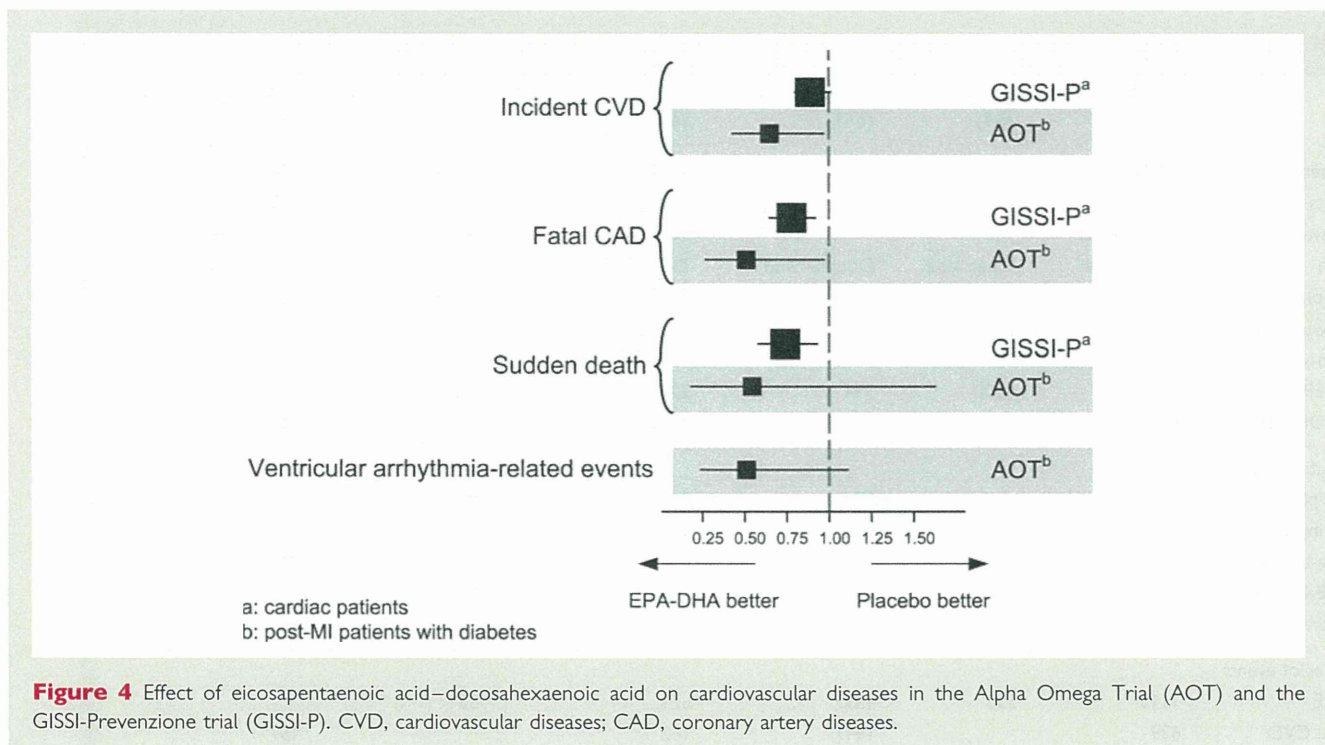 Incident CVD
GISSI-Pa
AOTb
Fatal CAD
GISSI-Pa
AOTb
Sudden death
GISSI-Pa
AOTb
Ventricular arrhythmia-related events
AOTb
0.25 0.50 0.75 1.00 1.25 1.50
EPA-DHA better
Placebo better
a: cardiac patients
b: post-MI patients with diabetes
Figure 4 Effect of eicosapentaenoic acid–docosahexaenoic acid on cardiovascular diseases in the Alpha Omega Trial (AOT) and the
GISSI-Prevenzione trial (GISSI-P). CVD, cardiovascular diseases; CAD, coronary artery diseases.